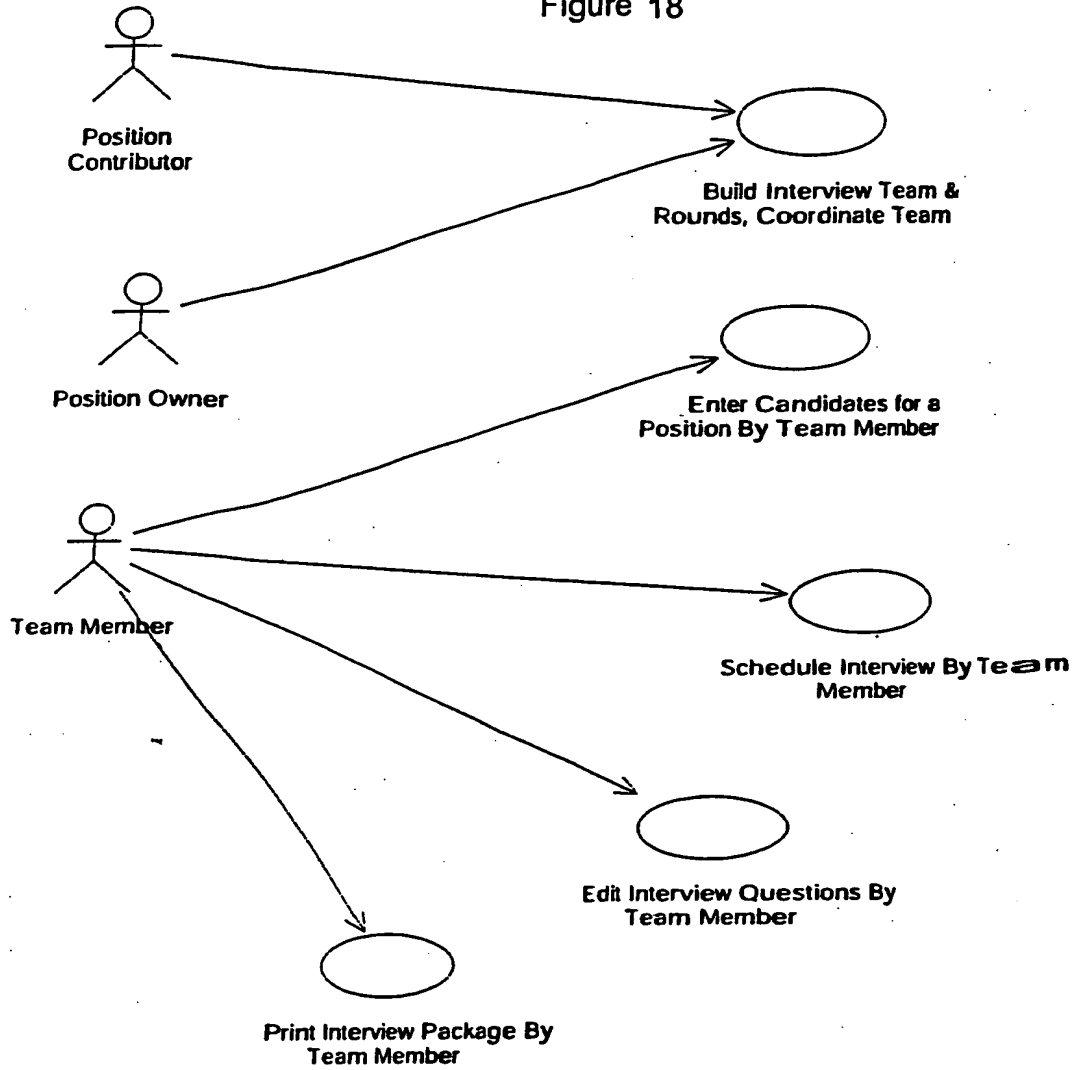 Figure 18
Position
Contributor
Build Interview Team &
Rounds, Coordinate Team
Position Owner
Enter Candidates for a
Position By Team Member
Team Member
Schedule Interview By Team
Member
Edit Interview Questions By
Team Member
Print Interview Package By
Team Member